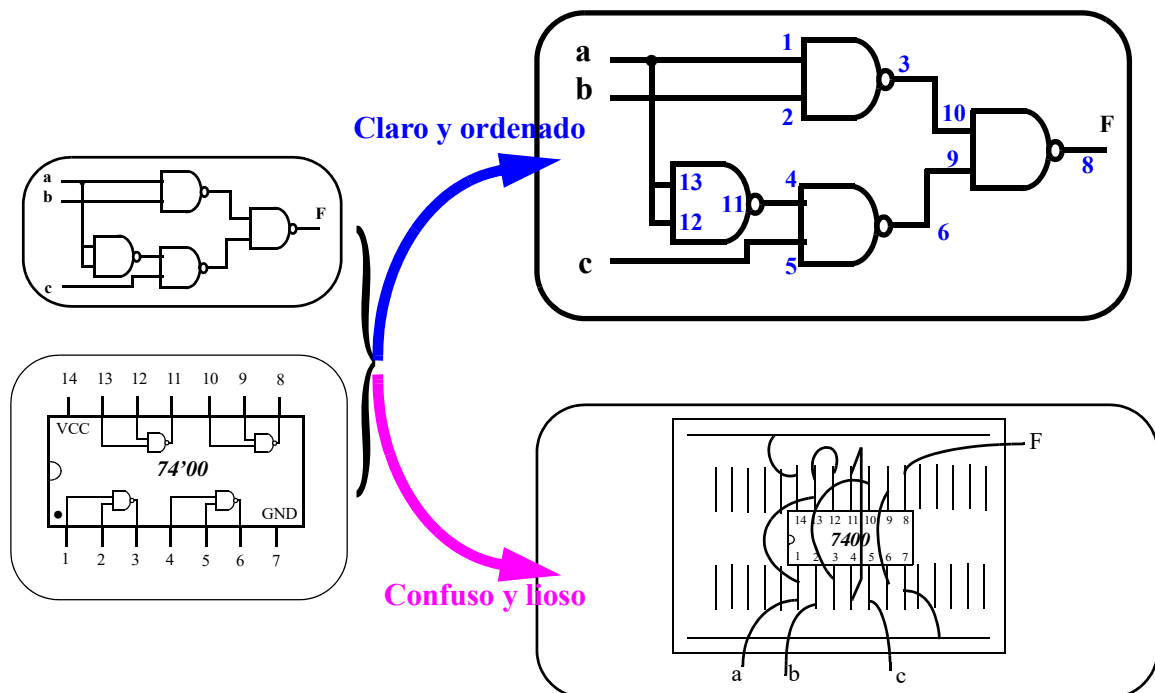 a
b
c
F
14 13 12 11 10 9 8
VCC
74'00
GND
1 2 3 4 5 6 7
Claro y ordenado
Confuso y lioso
a
b
c
1
2
3
13
12
11
4
5
6
10
9
8
F
F
14 13 12 11 10 9 8
7400
1 2 3 4 5 6 7
a b c